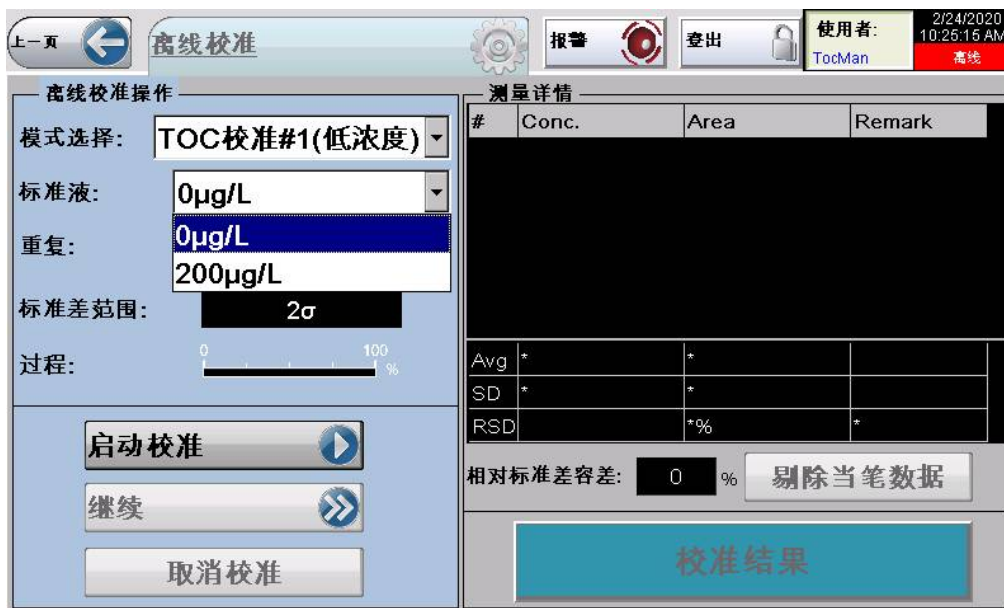 上一页
离线校准
报警
登出
使用者:
TocMan
2/24/2020
10:25:15 AM
离线
离线校准操作
模式选择:
TOC校准#1(低浓度)
标准液:
0µg/L
0µg/L
200µg/L
重复:
标准差范围:
2σ
过程:
0
100
%
启动校准
继续
取消校准
测量详情
# Conc. Area Remark
Avg * *
SD * *
RSD *% *
相对标准差容差: 0 % 剔除当笔数据
校准结果